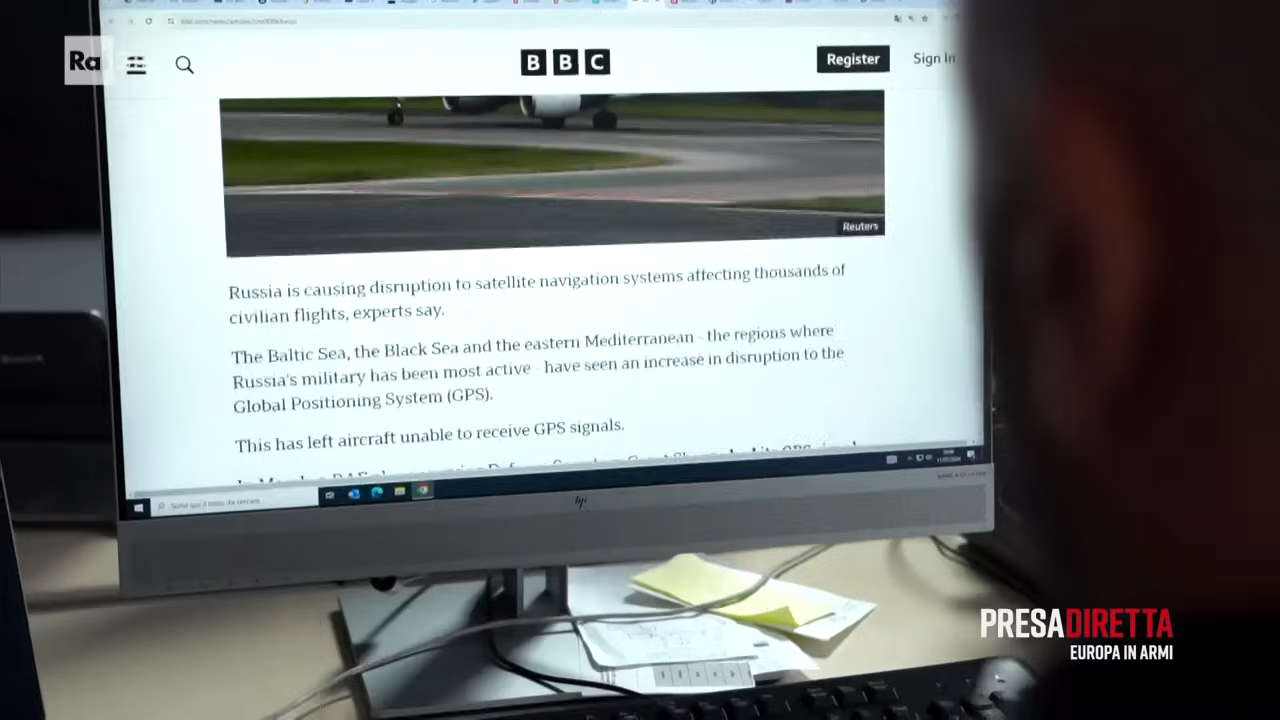 Rai
BBC
Register
Sign In
Reuters
Russia is causing disruption to satellite navigation systems affecting thousands of
civilian flights, experts say.
The Baltic Sea, the Black Sea and the eastern Mediterranean - the regions where
Russia's military has been most active - have seen an increase in disruption to the
Global Positioning System (GPS).
This has left aircraft unable to receive GPS signals.
hp
PRESADIRETTA
EUROPA IN ARMI